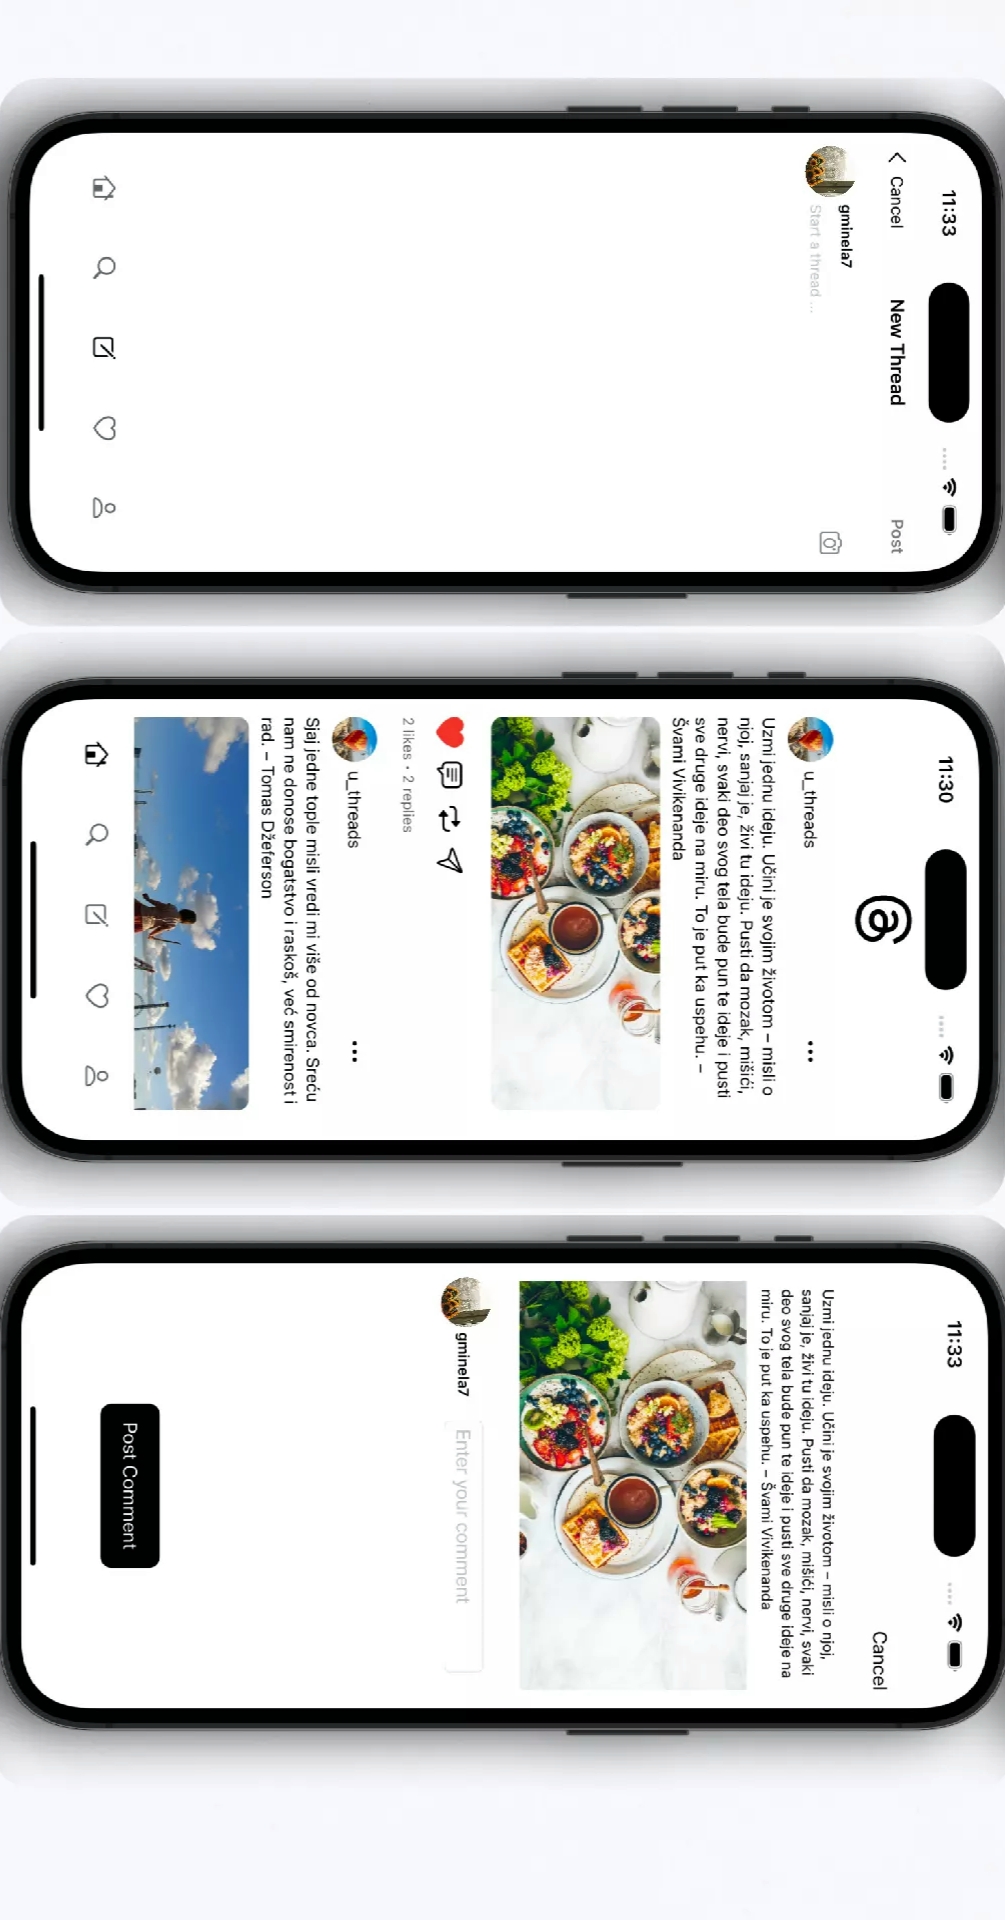 11:33
Cancel
New Thread
Post
gminela7
Start a thread ...
11:30
u_threads
Uzmi jednu ideju. Učini je svojim životom – misli o
njoj, sanjaj je, živi tu ideju. Pusti da mozak, mišići,
nervi, svaki deo svog tela bude pun te ideje i pusti
sve druge ideje na miru. To je put ka uspehu. –
Švami Vivikenanda
2 likes • 2 replies
u_threads
Sjaj jedne tople misli vredi mi više od novca. Sreću
nam ne donose bogatstvo i raskoš, već smirenost i
rad. – Tomas Džeferson
11:33
Cancel
Uzmi jednu ideju. Učini je svojim životom – misli o njoj,
sanjaj je, živi tu ideju. Pusti da mozak, mišići, nervi, svaki
deo svog tela bude pun te ideje i pusti sve druge ideje na
miru. To je put ka uspehu. – Švami Vivikenanda
gminela7
Enter your comment
Post Comment